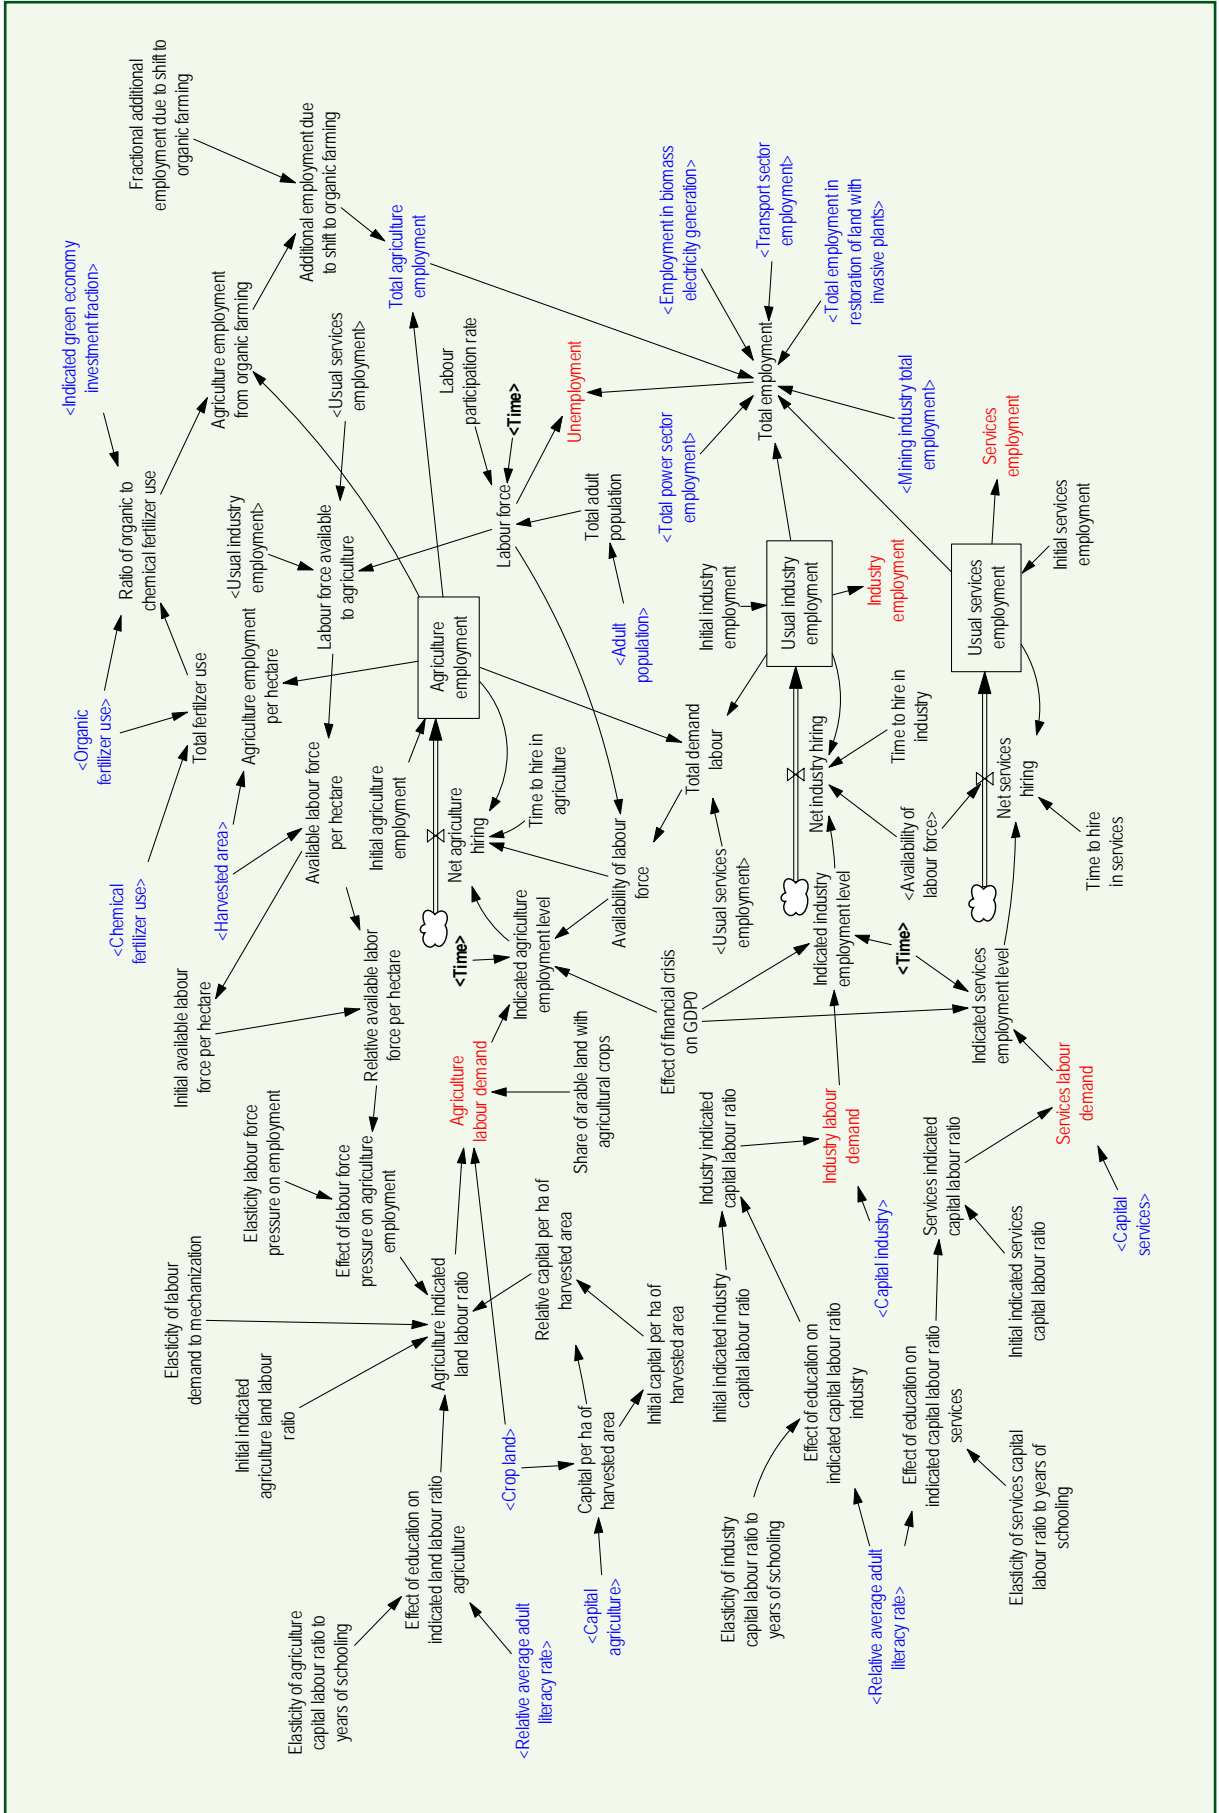 Fractional additional
employment due to shift to
organic farming
<Indicated green economy
investment fraction>
Additional employment due
to shift to organic farming
Agriculture employment
from organic farming
Total agriculture
employment
Ratio of organic to
chemical fertilizer use
<Organic
fertilizer use>
Total fertilizer use
<Chemical
fertilizer use>
<Usual services
employment>
<Usual industry
employment>
Labour force available
to agriculture
Agriculture employment
per hectare
<Harvested area>
Available labour force
per hectare
Initial available labour
force per hectare
Relative available labor
force per hectare
Elasticity labour force
pressure on employment
Effect of labour force
pressure on agriculture
employment
Elasticity of labour
demand to mechanization
Initial indicated
agriculture land labour
ratio
Agriculture indicated
land labour ratio
Elasticity of agriculture
capital labour ratio to
years of schooling
Effect of education on
indicated land labour ratio
agriculture
<Relative average adult
literacy rate>
Labour
participation rate
<Time>
Labour force
Unemployment
Total adult
population
<Adult
population>
Agriculture
employment
Initial agriculture
employment
Net agriculture
hiring
Time to hire in
agriculture
<Time>
Indicated agriculture
employment level
Availability of labour
force
Agriculture
labour demand
Share of arable land with
agricultural crops
Relative capital per ha of
harvested area
Initial capital per ha of
harvested area
<Crop land>
Capital per ha of
harvested area
<Capital
agriculture>
<Employment in biomass
electricity generation>
<Transport sector
employment>
<Total employment in
restoration of land with
invasive plants>
Total employment
<Total power sector
employment>
<Mining industry total
employment>
Services
employment
Initial industry
employment
Usual industry
employment
Industry
employment
Total demand
labour
<Usual services
employment>
Net industry hiring
Time to hire in
industry
Effect of financial crisis
on GDP0
Indicated industry
employment level
<Availability of
labour force>
<Time>
Industry indicated
capital labour ratio
Industry labour
demand
<Capital industry>
Initial indicated industry
capital labour ratio
Effect of education on
indicated capital labour ratio
industry
Elasticity of industry
capital labour ratio to
years of schooling
<Relative average adult
literacy rate>
Usual services
employment
Initial services
employment
Net services
hiring
Time to hire
in services
Indicated services
employment level
Services labour
demand
<Capital
services>
Services indicated
capital labour ratio
Initial indicated services
capital labour ratio
Effect of education on
indicated capital labour ratio
services
Elasticity of services capital
labour ratio to years of
schooling